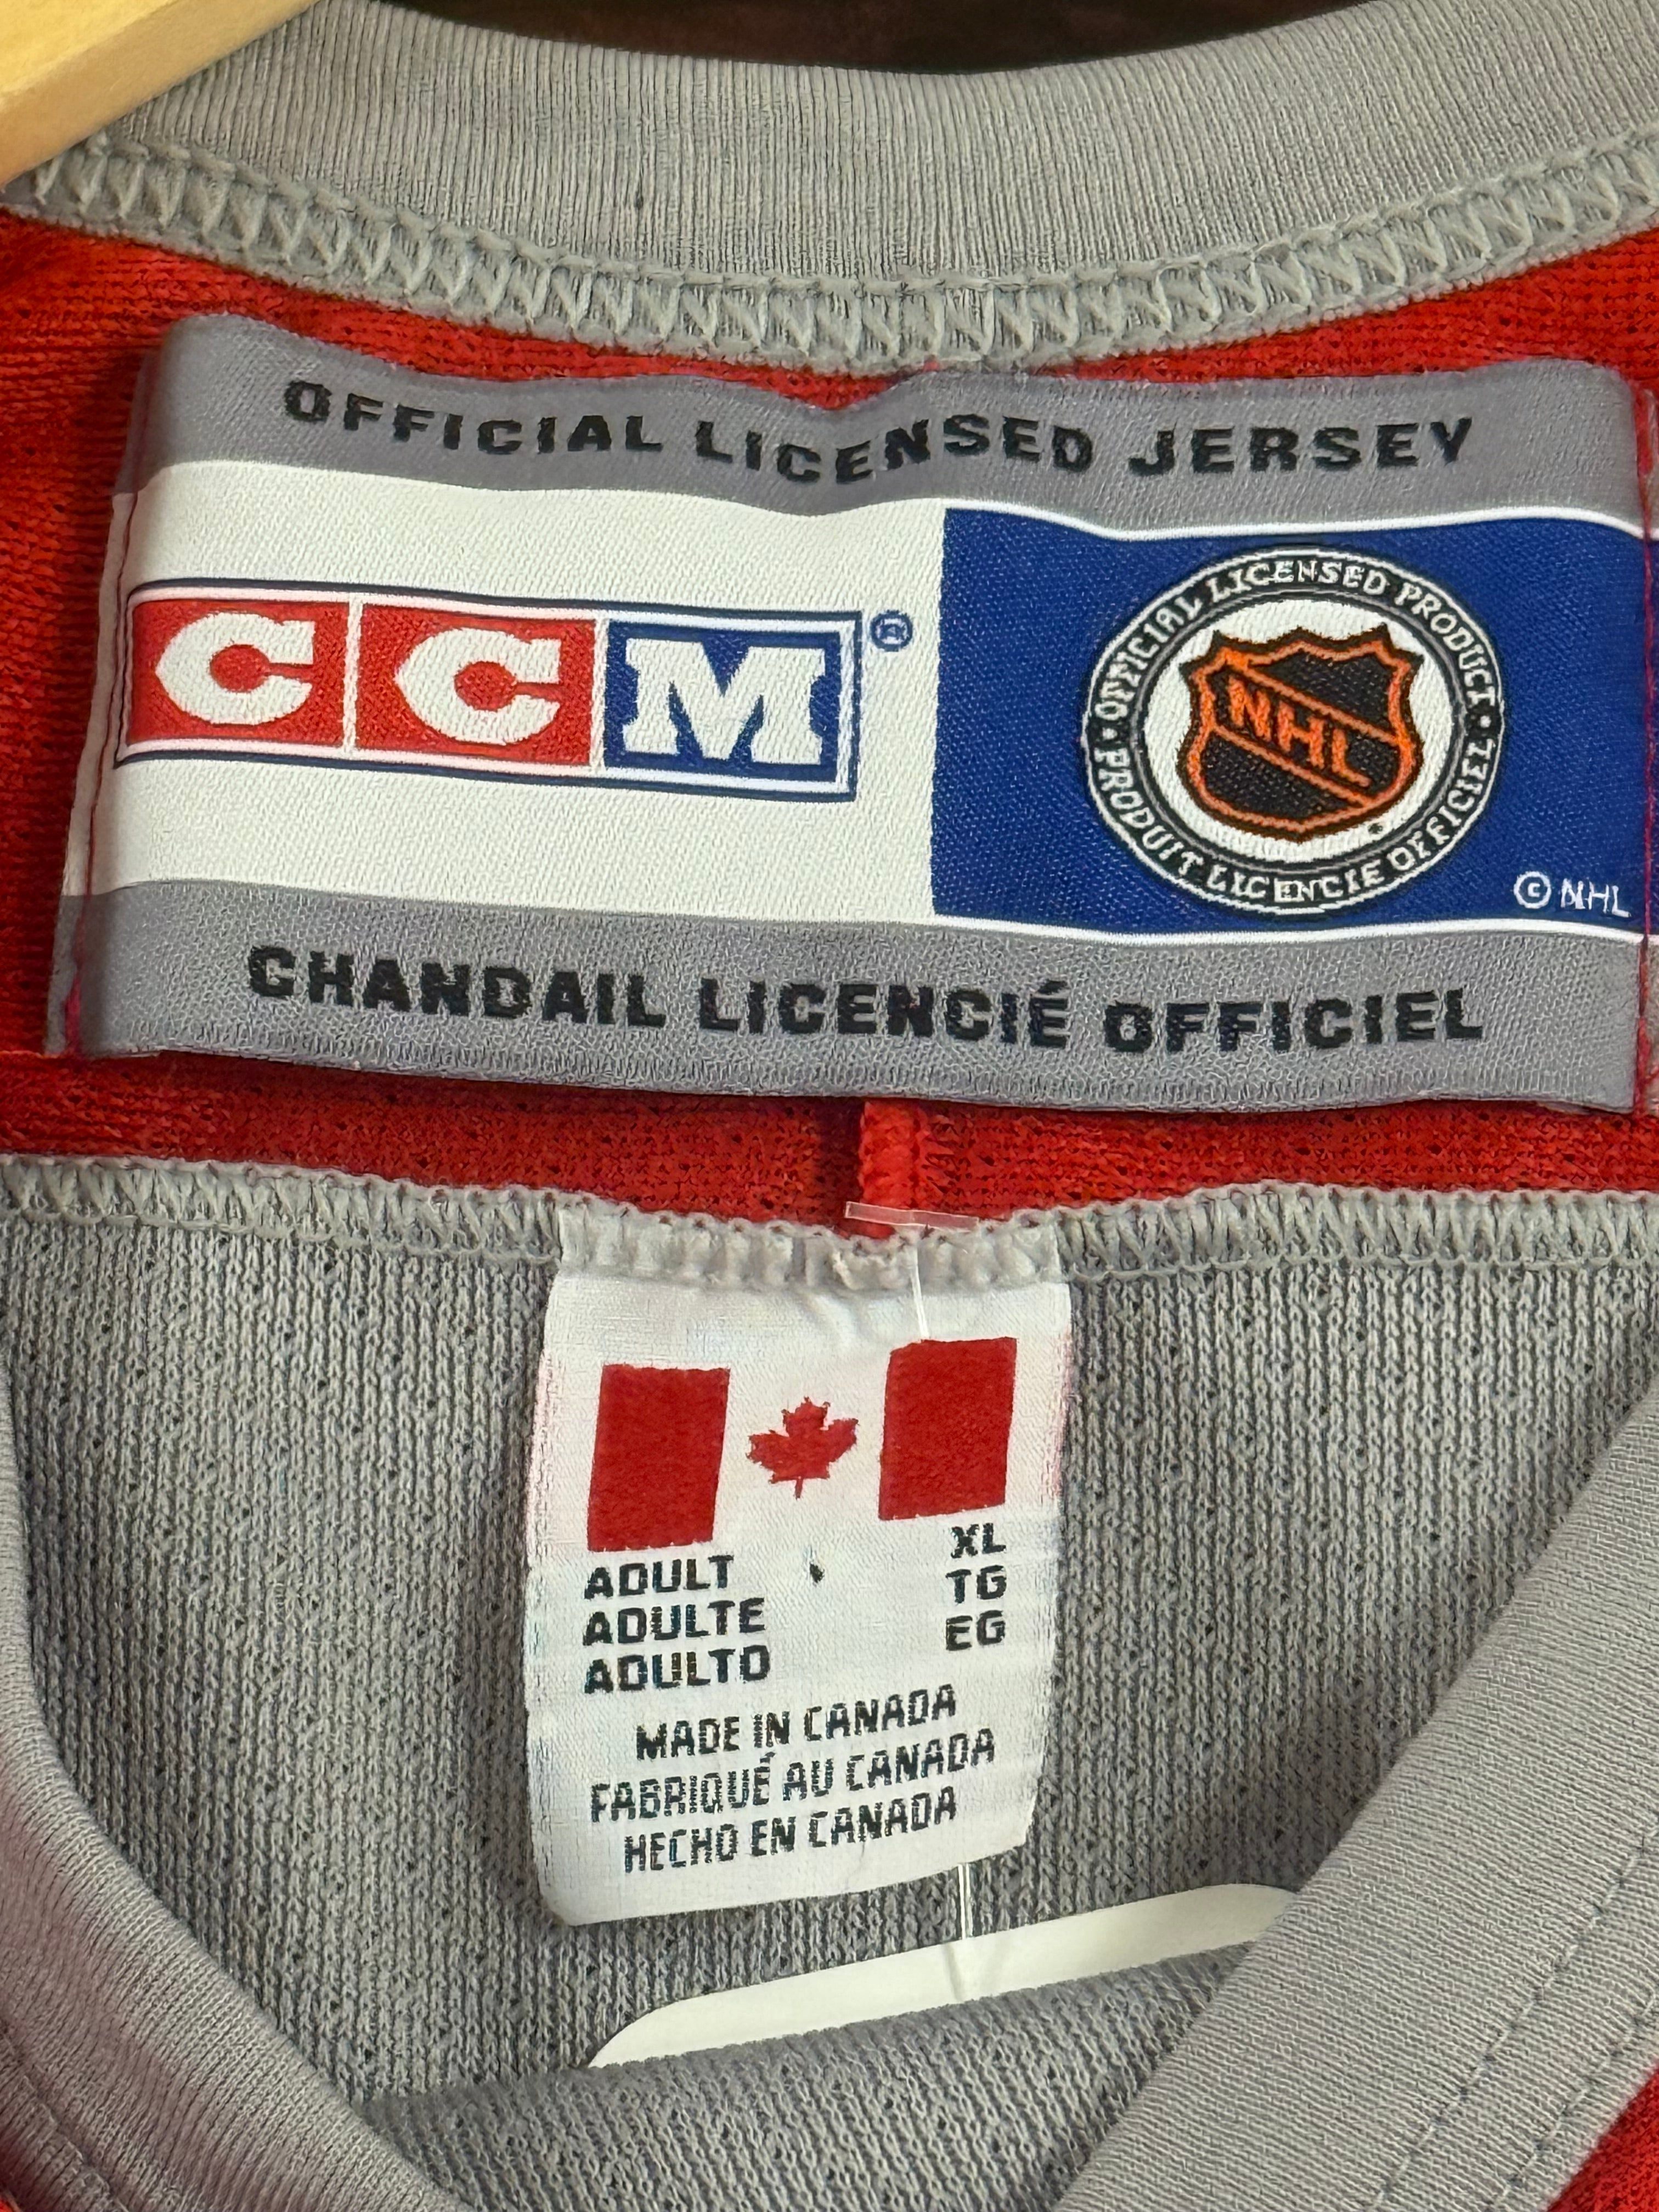 OFFICIAL LICENSED JERSEY
CCM®
OFFICIAL LICENSED PRODUCT
NHL
PRODUIT LICENCIE OFFICIEL
© NHL
CHANDAIL LICENCIÉ OFFICIEL
ADULT XL
ADULTE TG
ADULTO EG
MADE IN CANADA
FABRIQUÉ AU CANADA
HECHO EN CANADA